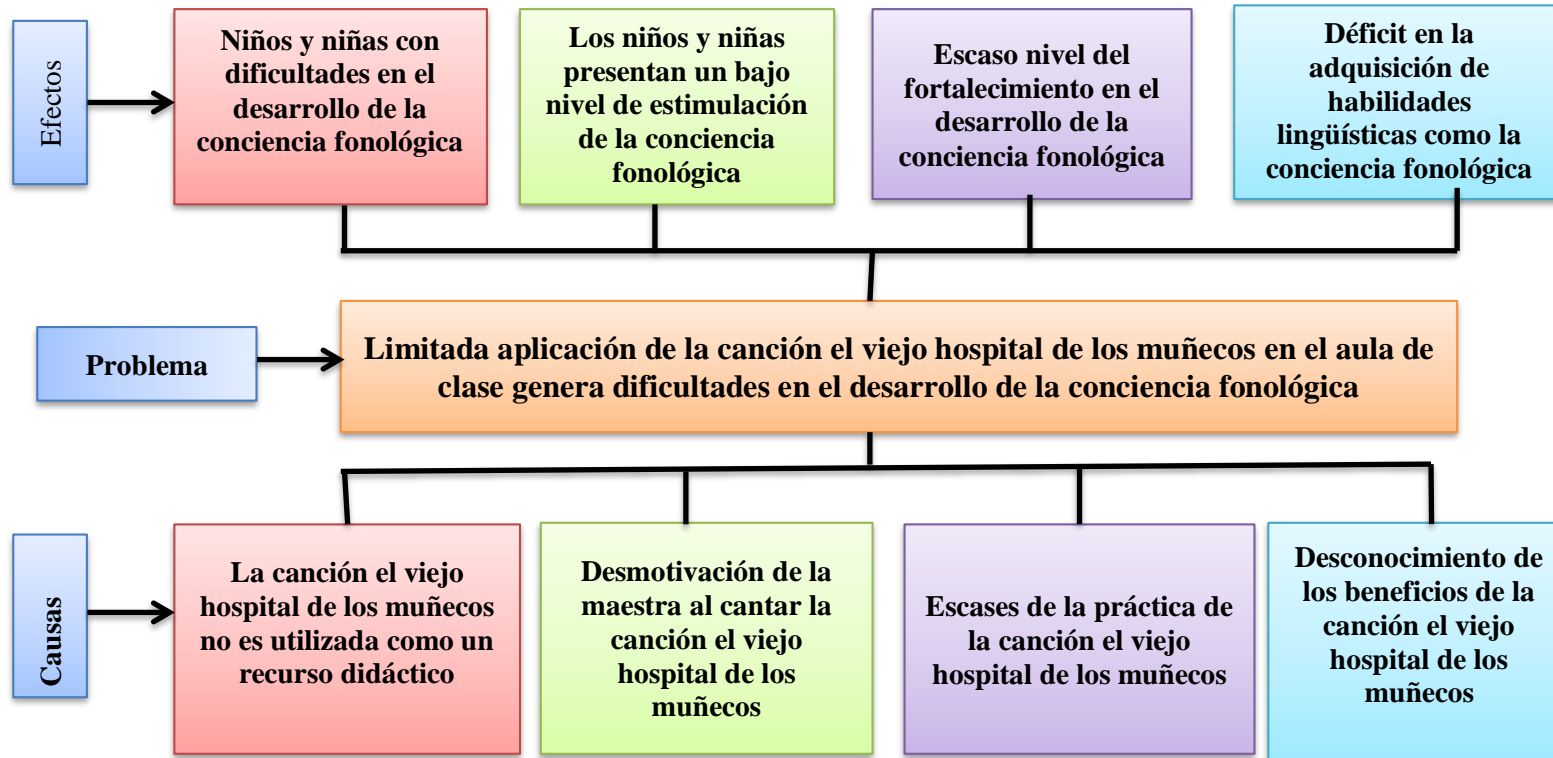 Efectos
Niños y niñas con
dificultades en el
desarrollo de la
conciencia fonológica
Los niños y niñas
presentan un bajo
nivel de estimulación
de la conciencia
fonológica
Escaso nivel del
fortalecimiento en el
desarrollo de la
conciencia fonológica
Déficit en la
adquisición de
habilidades
lingüísticas como la
conciencia fonológica
Problema
Limitada aplicación de la canción el viejo hospital de los muñecos en el aula de
clase genera dificultades en el desarrollo de la conciencia fonológica
Causas
La canción el viejo
hospital de los muñecos
no es utilizada como un
recurso didáctico
Desmotivación de la
maestra al cantar la
canción el viejo
hospital de los
muñecos
Escases de la práctica de
la canción el viejo
hospital de los muñecos
Desconocimiento de
los beneficios de la
canción el viejo
hospital de los
muñecos